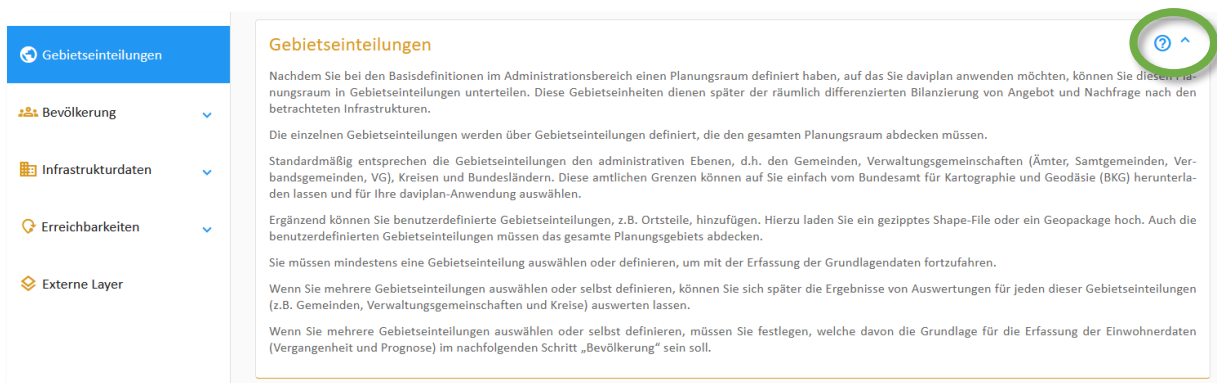 Gebietseinteilungen
Bevölkerung
Infrastrukturdaten
Erreichbarkeiten
Externe Layer
Gebietseinteilungen
Nachdem Sie bei den Basisdefinitionen im Administrationsbereich einen Planungsraum definiert haben, auf das Sie daviplan anwenden möchten, können Sie diesen Pla-
nungsraum in Gebietseinteilungen unterteilen. Diese Gebietseinheiten dienen später der räumlich differenzierten Bilanzierung von Angebot und Nachfrage nach den
betrachteten Infrastrukturen.
Die einzelnen Gebietseinteilungen werden über Gebietseinteilungen definiert, die den gesamten Planungsraum abdecken müssen.
Standardmäßig entsprechen die Gebietseinteilungen den administrativen Ebenen, d.h. den Gemeinden, Verwaltungsgemeinschaften (Ämter, Samtgemeinden, Ver-
bandsgemeinden, VG), Kreisen und Bundesländern. Diese amtlichen Grenzen können auf Sie einfach vom Bundesamt für Kartographie und Geodäsie (BKG) herunterla-
den lassen und für Ihre daviplan-Anwendung auswählen.
Ergänzend können Sie benutzerdefinierte Gebietseinteilungen, z.B. Ortsteile, hinzufügen. Hierzu laden Sie ein gezipptes Shape-File oder ein Geopackage hoch. Auch die
benutzerdefinierten Gebietseinteilungen müssen das gesamte Planungsgebiets abdecken.
Sie müssen mindestens eine Gebietseinteilung auswählen oder definieren, um mit der Erfassung der Grundlagendaten fortzufahren.
Wenn Sie mehrere Gebietseinteilungen auswählen oder selbst definieren, können Sie sich später die Ergebnisse von Auswertungen für jeden dieser Gebietseinteilungen
(z.B. Gemeinden, Verwaltungsgemeinschaften und Kreise) auswerten lassen.
Wenn Sie mehrere Gebietseinteilungen auswählen oder selbst definieren, müssen Sie festlegen, welche davon die Grundlage für die Erfassung der Einwohnerdaten
(Vergangenheit und Prognose) im nachfolgenden Schritt „Bevölkerung“ sein soll.